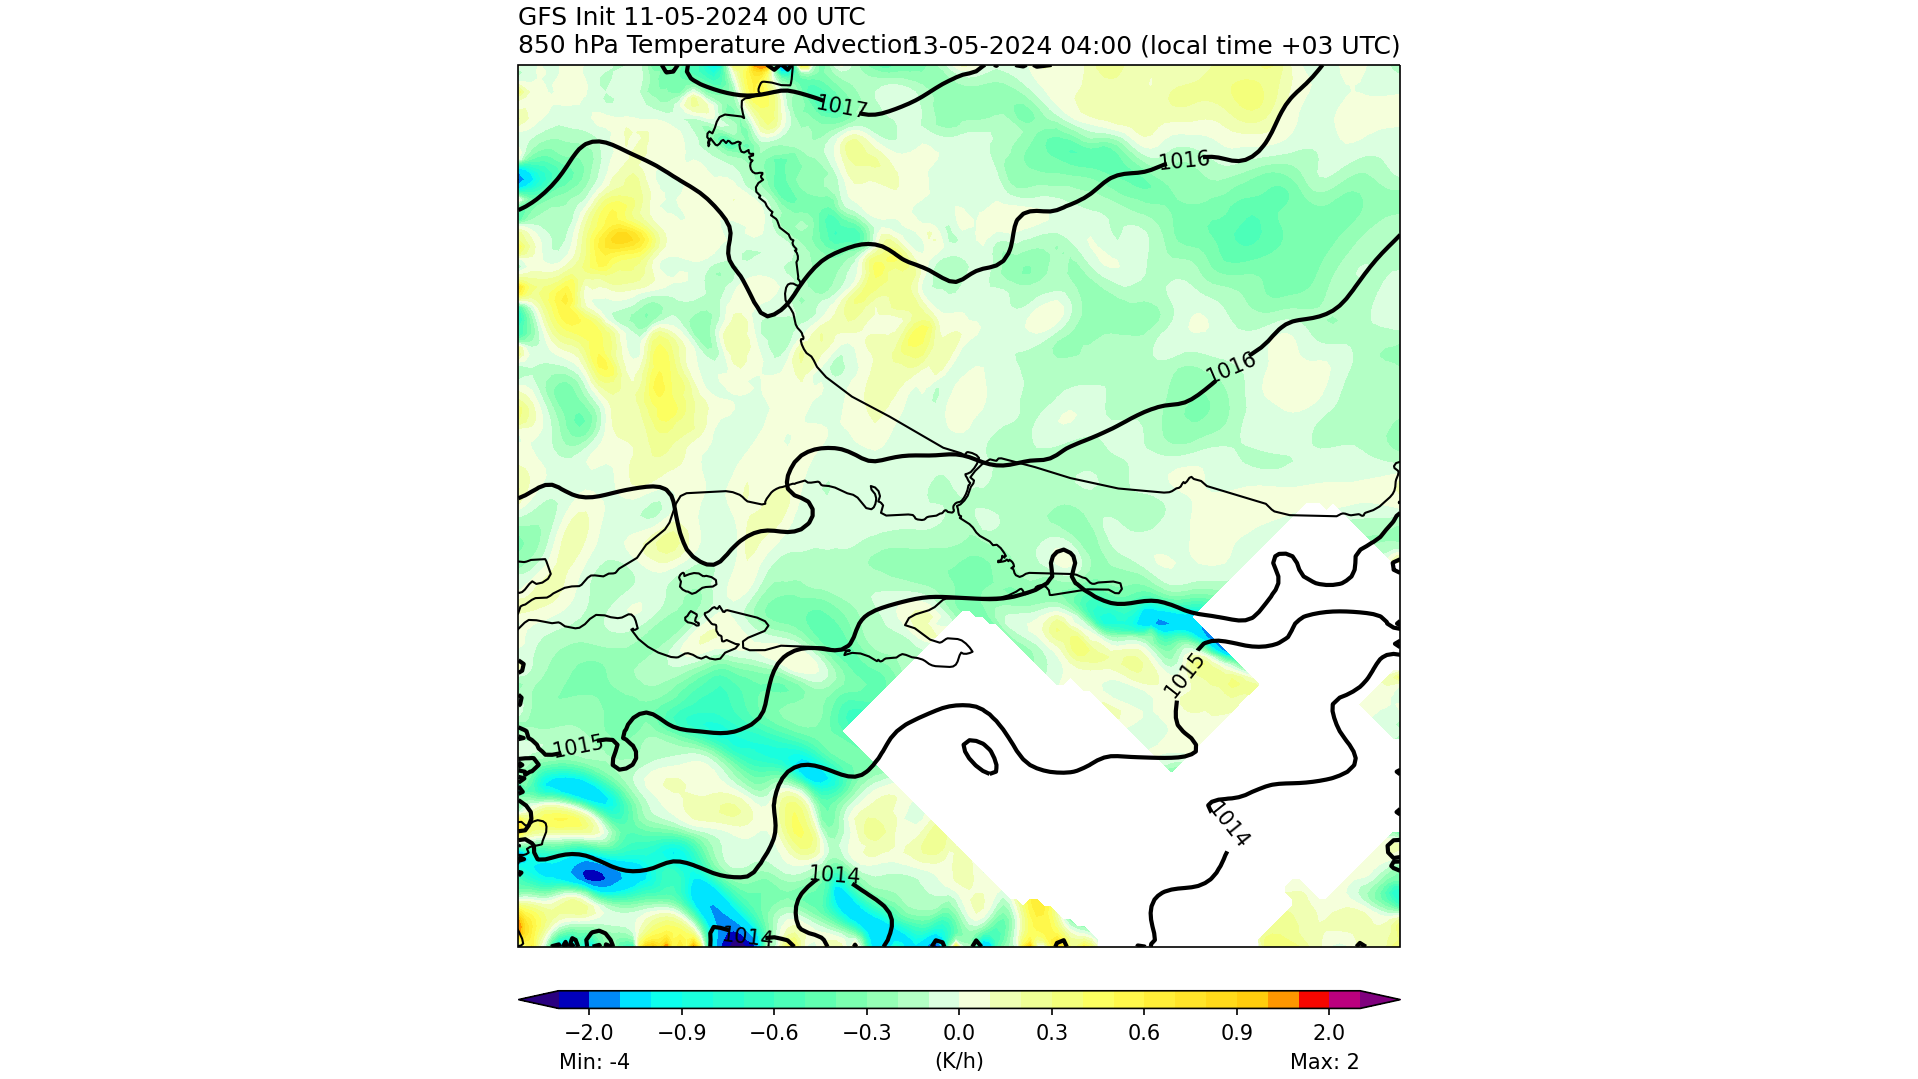 GFS Init 11-05-2024 00 UTC
850 hPa Temperature Advection
13-05-2024 04:00 (local time +03 UTC)
1017
1016
1016
1015
1015
1014
1014
1014
−2.0 −0.9 −0.6 −0.3 0.0 0.3 0.6 0.9 2.0
Min: -4 (K/h) Max: 2